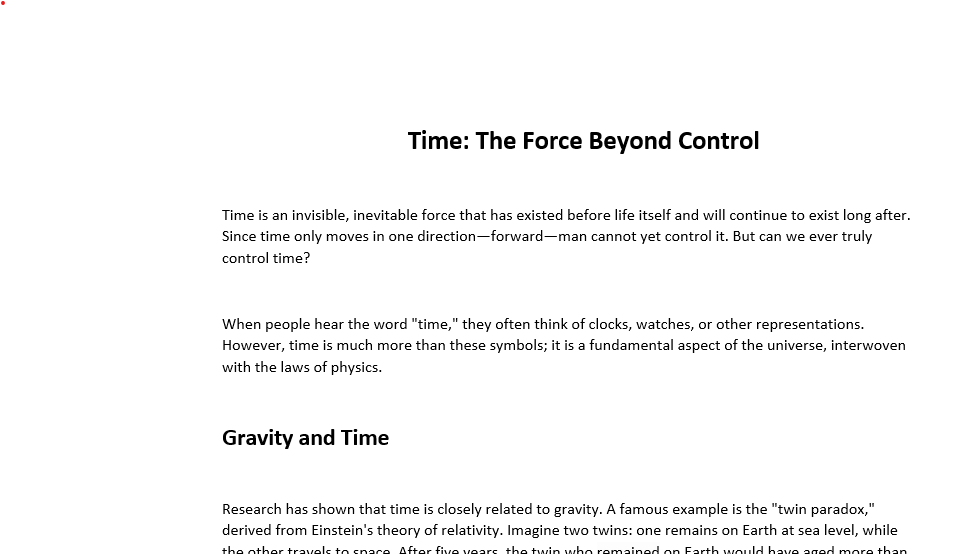 Time: The Force Beyond Control
Time is an invisible, inevitable force that has existed before life itself and will continue to exist long after.
Since time only moves in one direction—forward—man cannot yet control it. But can we ever truly
control time?
When people hear the word "time," they often think of clocks, watches, or other representations.
However, time is much more than these symbols; it is a fundamental aspect of the universe, interwoven
with the laws of physics.
Gravity and Time
Research has shown that time is closely related to gravity. A famous example is the "twin paradox,"
derived from Einstein's theory of relativity. Imagine two twins: one remains on Earth at sea level, while
the other travels to space. After five years, the twin who remained on Earth would have aged more than